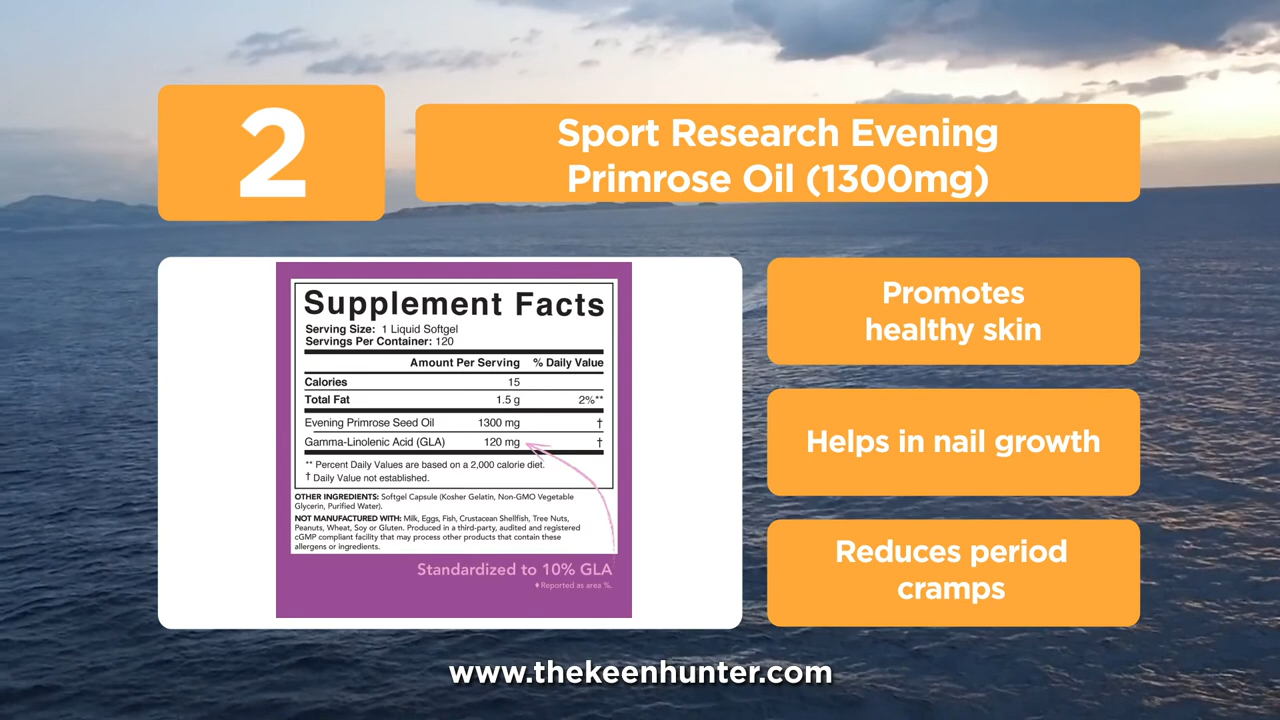 2
Sport Research Evening
Primrose Oil (1300mg)
Supplement Facts
Serving Size: 1 Liquid Softgel
Servings Per Container: 120
Amount Per Serving % Daily Value
Calories 15
Total Fat 1.5 g 2%**
Evening Primrose Seed Oil 1300 mg †
Gamma-Linolenic Acid (GLA) 120 mg †
** Percent Daily Values are based on a 2,000 calorie diet.
† Daily Value not established.
OTHER INGREDIENTS: Softgel Capsule (Kosher Gelatin, Non-GMO Vegetable
Glycerin, Purified Water).
NOT MANUFACTURED WITH: Milk, Eggs, Fish, Crustacean Shellfish, Tree Nuts,
Peanuts, Wheat, Soy or Gluten. Produced in a third-party, audited and registered
cGMP compliant facility that may process other products that contain these
allergens or ingredients.
Standardized to 10% GLA
♦ Reported as area %.
Promotes
healthy skin
Helps in nail growth
Reduces period
cramps
www.thekeenhunter.com